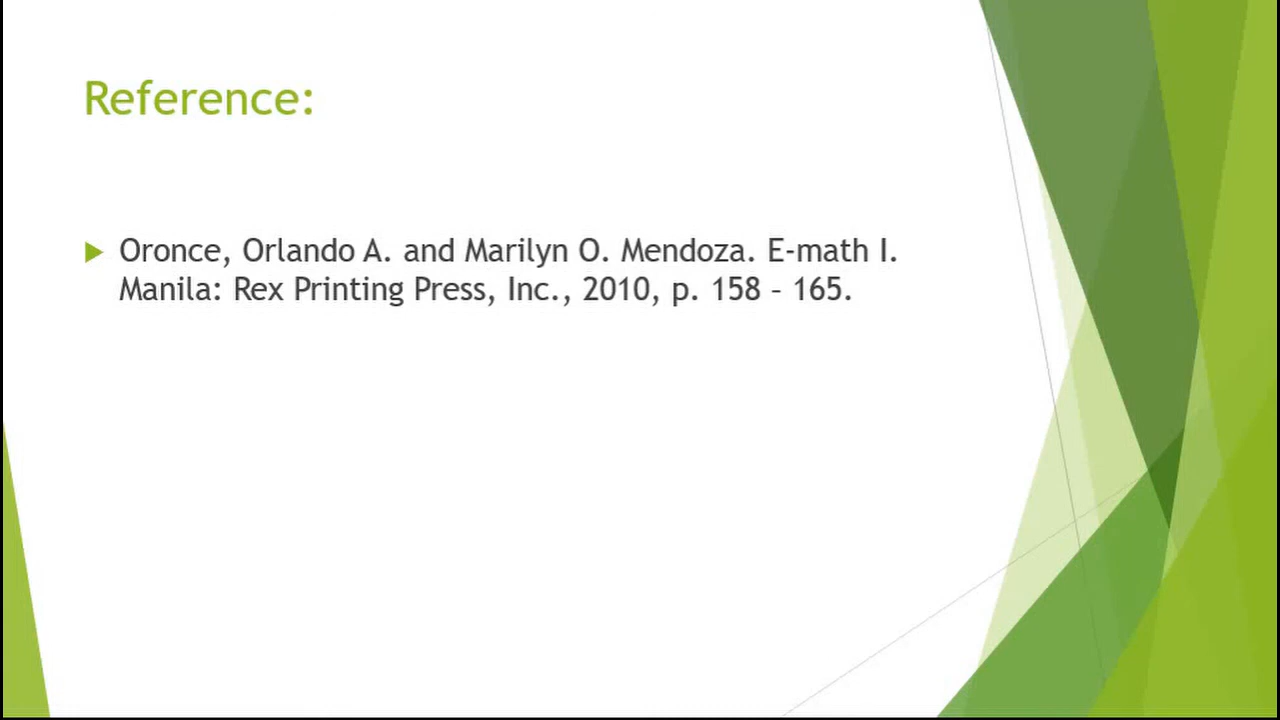 Reference:
Oronce, Orlando A. and Marilyn O. Mendoza. E-math I.
Manila: Rex Printing Press, Inc., 2010, p. 158 – 165.